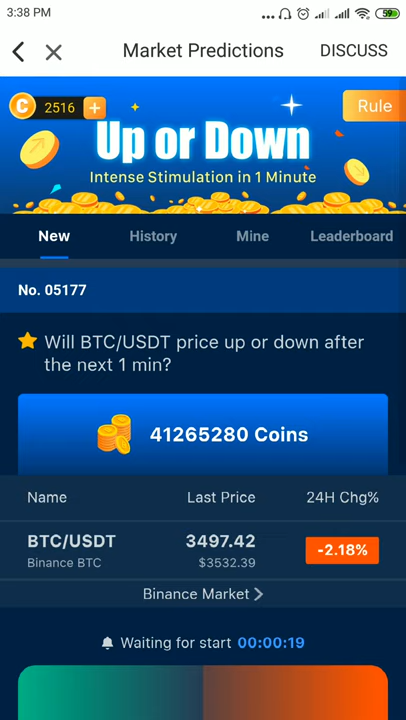 3:38 PM
59
Market Predictions
DISCUSS
C 2516 +
Rule
Up or Down
Intense Stimulation in 1 Minute
New History Mine Leaderboard
No. 05177
Will BTC/USDT price up or down after
the next 1 min?
41265280 Coins
Name Last Price 24H Chg%
BTC/USDT 3497.42 -2.18%
Binance BTC $3532.39
Binance Market >
Waiting for start 00:00:19